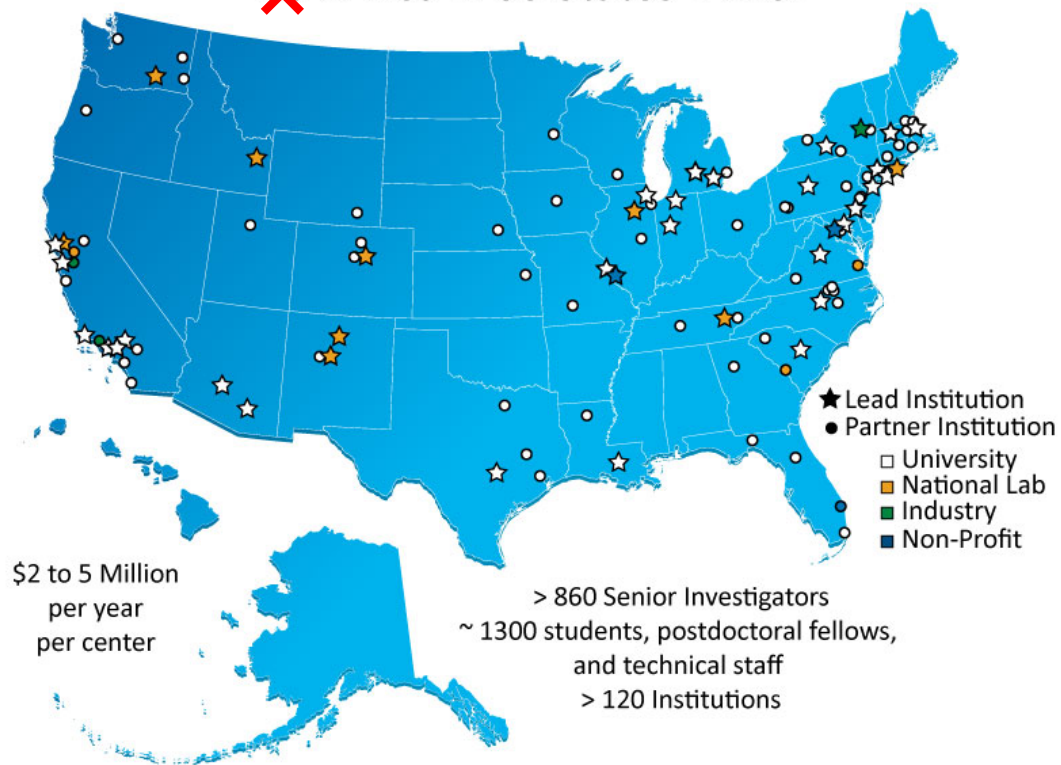 ★ Lead Institution
● Partner Institution
University
National Lab
Industry
Non-Profit
$2 to 5 Million
per year
per center
> 860 Senior Investigators
~ 1300 students, postdoctoral fellows,
and technical staff
> 120 Institutions